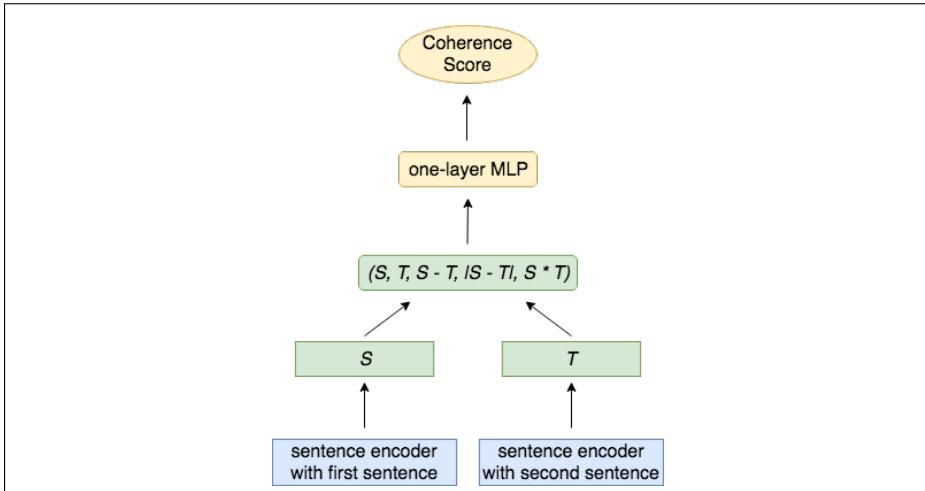 Coherence
Score
one-layer MLP
(S, T, S - T, |S - T|, S * T)
S
T
sentence encoder
with first sentence
sentence encoder
with second sentence